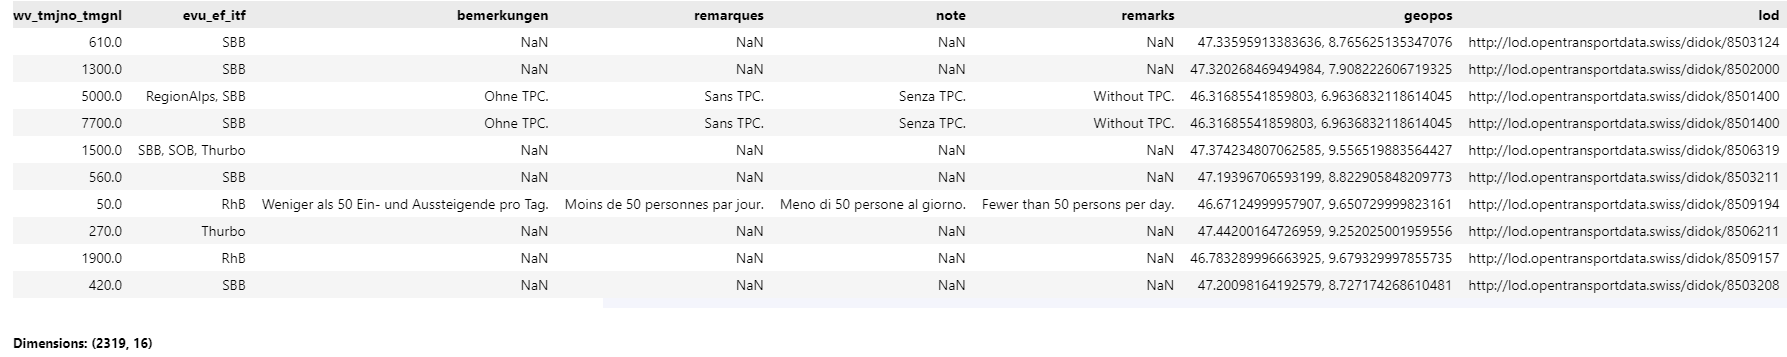 wv_tmjno_tmgnl evu_ef_itf bemerkungen remarques note remarks geopos lod
610.0 SBB NaN NaN NaN NaN 47.33595913383636, 8.765625135347076 http://lod.opentransportdata.swiss/didok/8503124
1300.0 SBB NaN NaN NaN NaN 47.320268469494984, 7.908222606719325 http://lod.opentransportdata.swiss/didok/8502000
5000.0 RegionAlps, SBB Ohne TPC. Sans TPC. Senza TPC. Without TPC. 46.31685541859803, 6.9636832118614045 http://lod.opentransportdata.swiss/didok/8501400
7700.0 SBB Ohne TPC. Sans TPC. Senza TPC. Without TPC. 46.31685541859803, 6.9636832118614045 http://lod.opentransportdata.swiss/didok/8501400
1500.0 SBB, SOB, Thurbo NaN NaN NaN NaN 47.374234807062585, 9.556519883564427 http://lod.opentransportdata.swiss/didok/8506319
560.0 SBB NaN NaN NaN NaN 47.19396706593199, 8.822905848209773 http://lod.opentransportdata.swiss/didok/8503211
50.0 RhB Weniger als 50 Ein- und Aussteigende pro Tag. Moins de 50 personnes par jour. Meno di 50 persone al giorno. Fewer than 50 persons per day. 46.67124999957907, 9.650729999823161 http://lod.opentransportdata.swiss/didok/8509194
270.0 Thurbo NaN NaN NaN NaN 47.44200164726959, 9.252025001959556 http://lod.opentransportdata.swiss/didok/8506211
1900.0 RhB NaN NaN NaN NaN 46.783289996663925, 9.679329997855735 http://lod.opentransportdata.swiss/didok/8509157
420.0 SBB NaN NaN NaN NaN 47.20098164192579, 8.727174268610481 http://lod.opentransportdata.swiss/didok/8503208
Dimensions: (2319, 16)